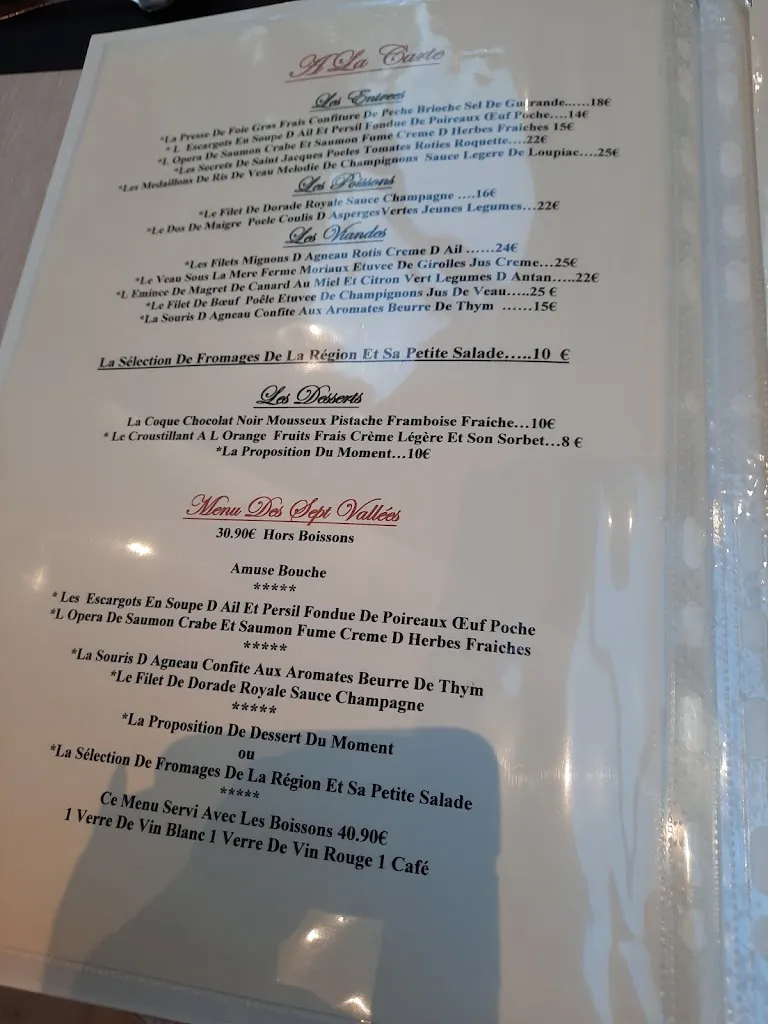 A La Carte
Les Entrees
*La Presse De Foie Gras Frais Confiture De Peche Brioche Sel De Guerande......18€
* L Escargots En Soupe D Ail Et Persil Fondue De Poireaux Œuf Poche....14€
*L Opera De Saumon Crabe Et Saumon Fume Creme D Herbes Fraiches 15€
*Les Secrets De Saint Jacques Poeles Tomates Roties Roquette....22€
*Les Medaillons De Ris De Veau Melodie De Champignons Sauce Legere De Loupiac....25€
Les Poissons
*Le Filet De Dorade Royale Sauce Champagne ....16€
*Le Dos De Maigre Poele Coulis D Asperges Vertes Jeunes Legumes...22€
Les Viandes
*Les Filets Mignons D Agneau Rotis Creme D Ail ......24€
*Le Veau Sous La Mere Ferme Moriaux Etuvee De Girolles Jus Creme...25€
*L Emince De Magret De Canard Au Miel Et Citron Vert Legumes D Antan.....22€
*Le Filet De Bœuf Poêle Etuvee De Champignons Jus De Veau.....25 €
*La Souris D Agneau Confite Aux Aromates Beurre De Thym ......15€
La Sélection De Fromages De La Région Et Sa Petite Salade.....10 €
Les Desserts
La Coque Chocolat Noir Mousseux Pistache Framboise Fraiche...10€
* Le Croustillant A L Orange Fruits Frais Crème Légère Et Son Sorbet...8 €
*La Proposition Du Moment...10€
Menu Des Sept Vallées
30.90€ Hors Boissons
Amuse Bouche
*****
* Les Escargots En Soupe D Ail Et Persil Fondue De Poireaux Œuf Poche
*L Opera De Saumon Crabe Et Saumon Fume Creme D Herbes Fraiches
*****
*La Souris D Agneau Confite Aux Aromates Beurre De Thym
*Le Filet De Dorade Royale Sauce Champagne
*****
*La Proposition De Dessert Du Moment
ou
*La Sélection De Fromages De La Région Et Sa Petite Salade
*****
Ce Menu Servi Avec Les Boissons 40.90€
1 Verre De Vin Blanc 1 Verre De Vin Rouge 1 Café